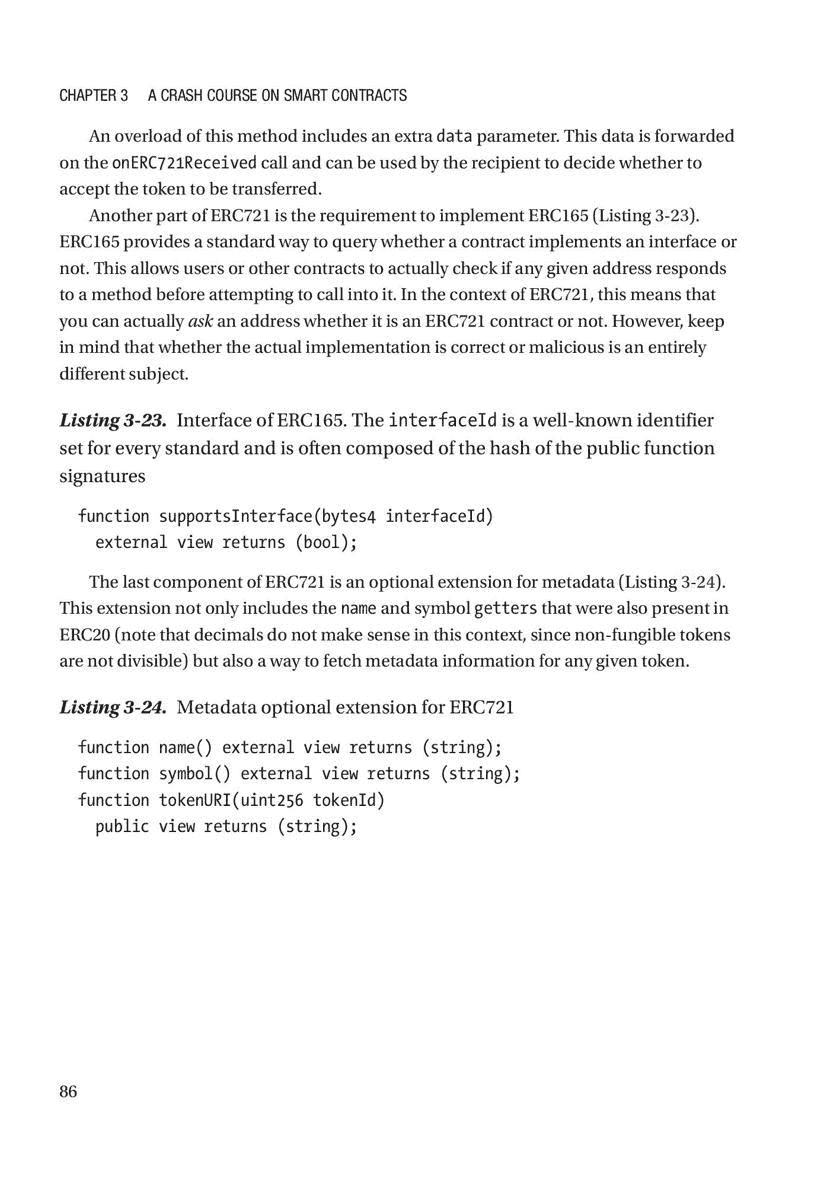 CHAPTER 3 A CRASH COURSE ON SMART CONTRACTS
An overload of this method includes an extra data parameter. This data is forwarded
on the onERC721Received call and can be used by the recipient to decide whether to
accept the token to be transferred.
Another part of ERC721 is the requirement to implement ERC165 (Listing 3-23).
ERC165 provides a standard way to query whether a contract implements an interface or
not. This allows users or other contracts to actually check if any given address responds
to a method before attempting to call into it. In the context of ERC721, this means that
you can actually ask an address whether it is an ERC721 contract or not. However, keep
in mind that whether the actual implementation is correct or malicious is an entirely
different subject.
Listing 3-23. Interface of ERC165. The interfaceId is a well-known identifier
set for every standard and is often composed of the hash of the public function
signatures
function supportsInterface(bytes4 interfaceId)
external view returns (bool);
The last component of ERC721 is an optional extension for metadata (Listing 3-24).
This extension not only includes the name and symbol getters that were also present in
ERC20 (note that decimals do not make sense in this context, since non-fungible tokens
are not divisible) but also a way to fetch metadata information for any given token.
Listing 3-24. Metadata optional extension for ERC721
function name() external view returns (string);
function symbol() external view returns (string);
function tokenURI(uint256 tokenId)
public view returns (string);
86